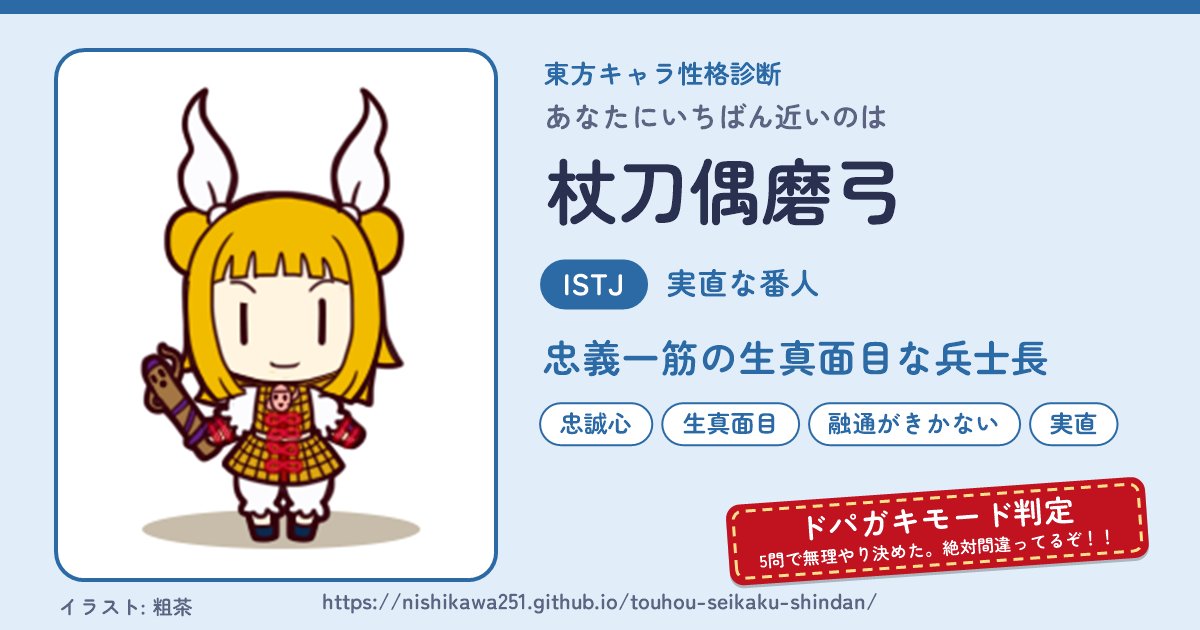 東方キャラ性格診断
あなたにいちばん近いのは
杖刀偶磨弓
ISTJ 実直な番人
忠義一筋の生真面目な兵士長
忠誠心 生真面目 融通がきかない 実直
ドパガキモード判定
5問で無理やり決めた。絶対間違ってるぞ！！
イラスト: 粗茶
https://nishikawa251.github.io/touhou-seikaku-shindan/